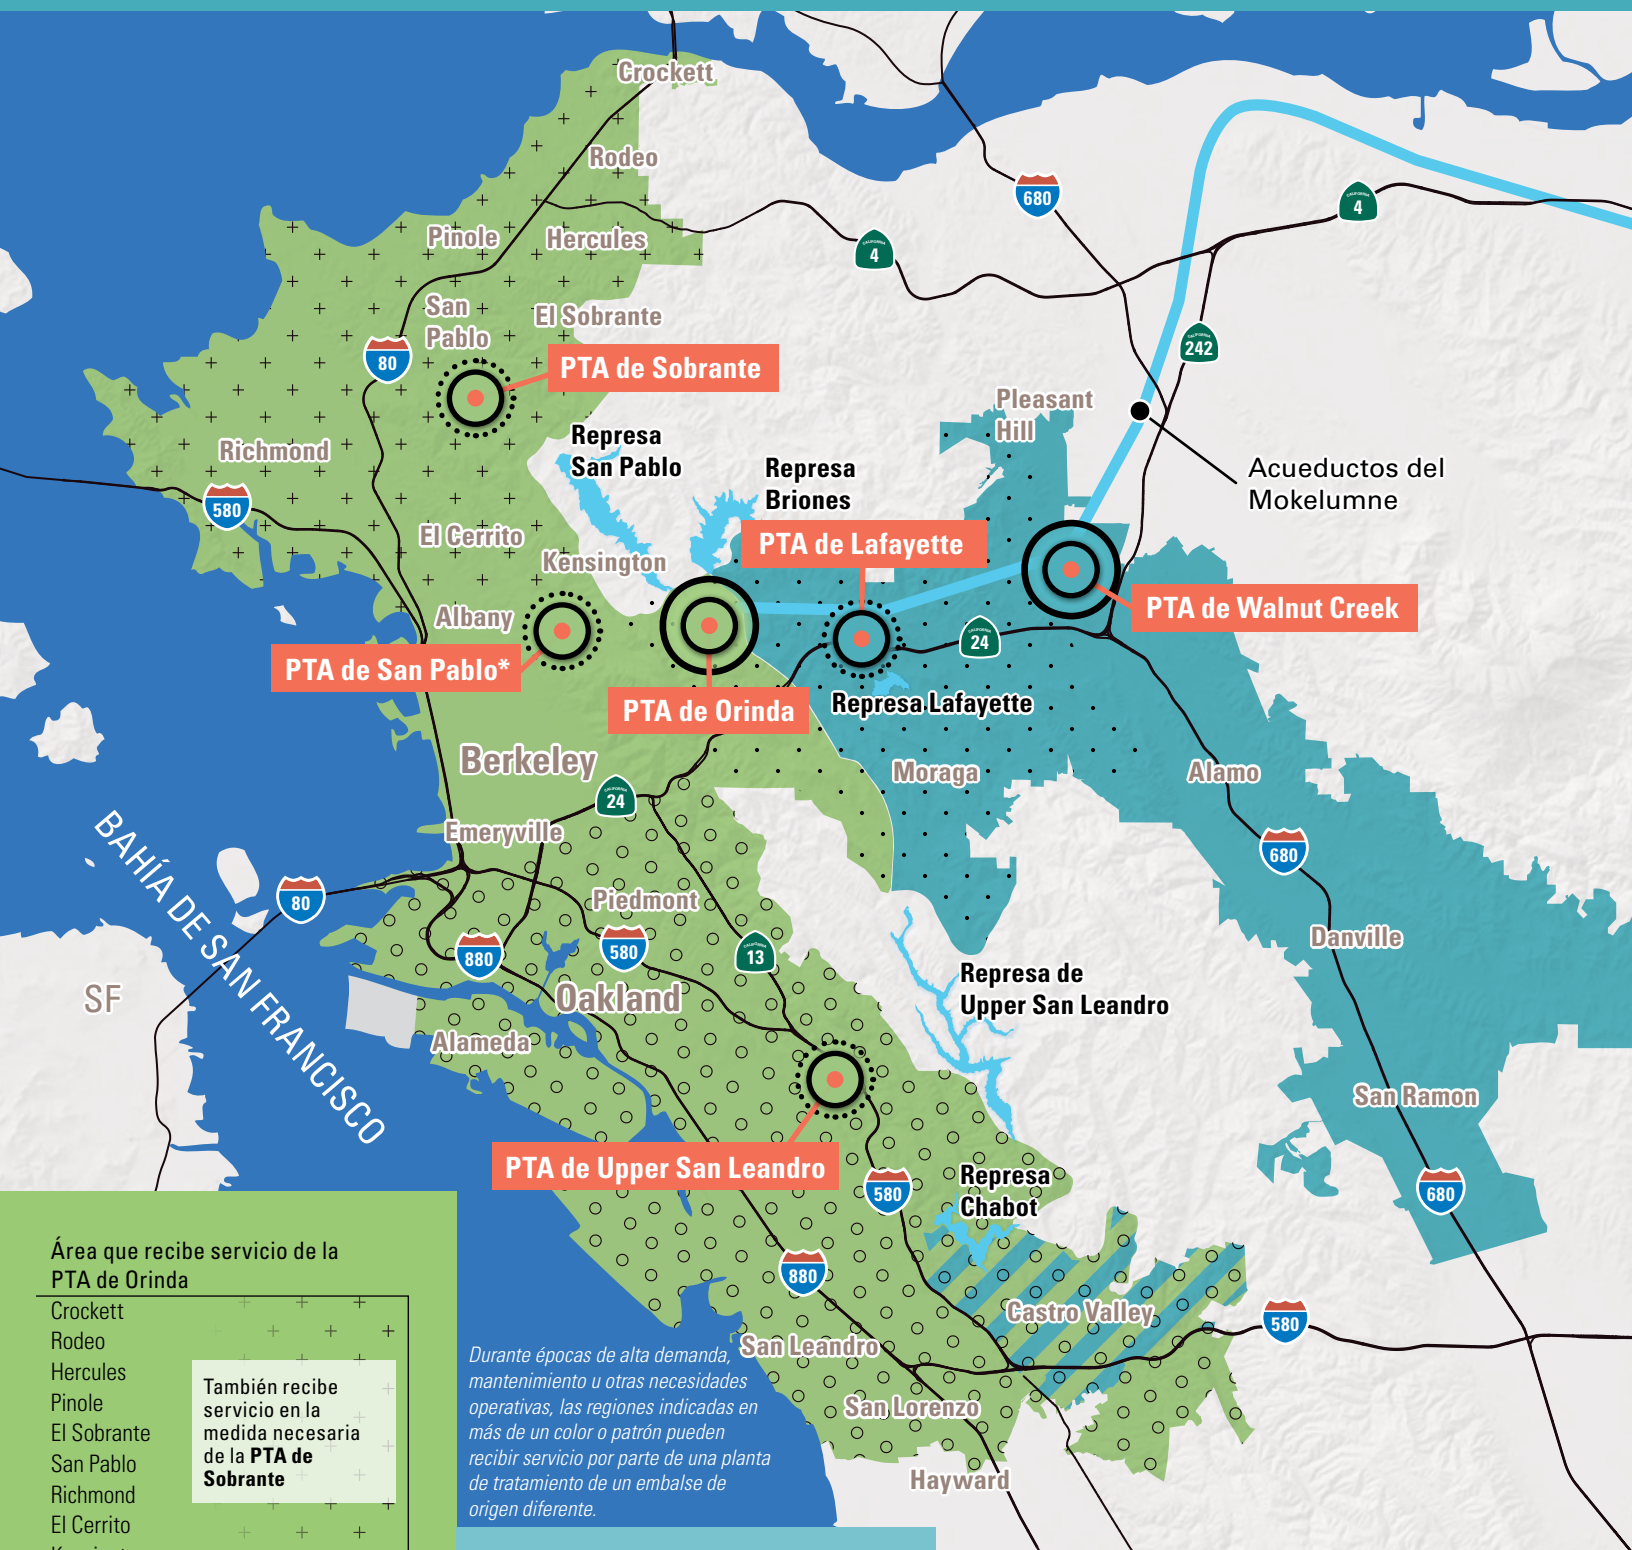 Crockett
Rodeo
Pinole
Hercules
680
CALIFORNIA
4
CALIFORNIA
4
San
Pablo
El Sobrante
80
CALIFORNIA
242
PTA de Sobrante
Pleasant
Hill
Richmond
Represa
San Pablo
Represa
Briones
Acueductos del
Mokelumne
580
El Cerrito
Kensington
PTA de Lafayette
Albany
PTA de Walnut Creek
CALIFORNIA
24
PTA de San Pablo*
PTA de Orinda
Represa Lafayette
Berkeley
Moraga
Alamo
CALIFORNIA
24
Emeryville
680
BAHÍA DE SAN FRANCISCO
80
Piedmont
880
580
CALIFORNIA
13
Danville
SF
Oakland
Represa de
Upper San Leandro
Alameda
San Ramon
PTA de Upper San Leandro
580
Represa
Chabot
680
880
Castro Valley
580
San Leandro
San Lorenzo
Hayward
Área que recibe servicio de la
PTA de Orinda
Crockett
Rodeo
Hercules
Pinole
El Sobrante
San Pablo
Richmond
El Cerrito
También recibe
servicio en la
medida necesaria
de la PTA de
Sobrante
Durante épocas de alta demanda,
mantenimiento u otras necesidades
operativas, las regiones indicadas en
más de un color o patrón pueden
recibir servicio por parte de una planta
de tratamiento de un embalse de
origen diferente.